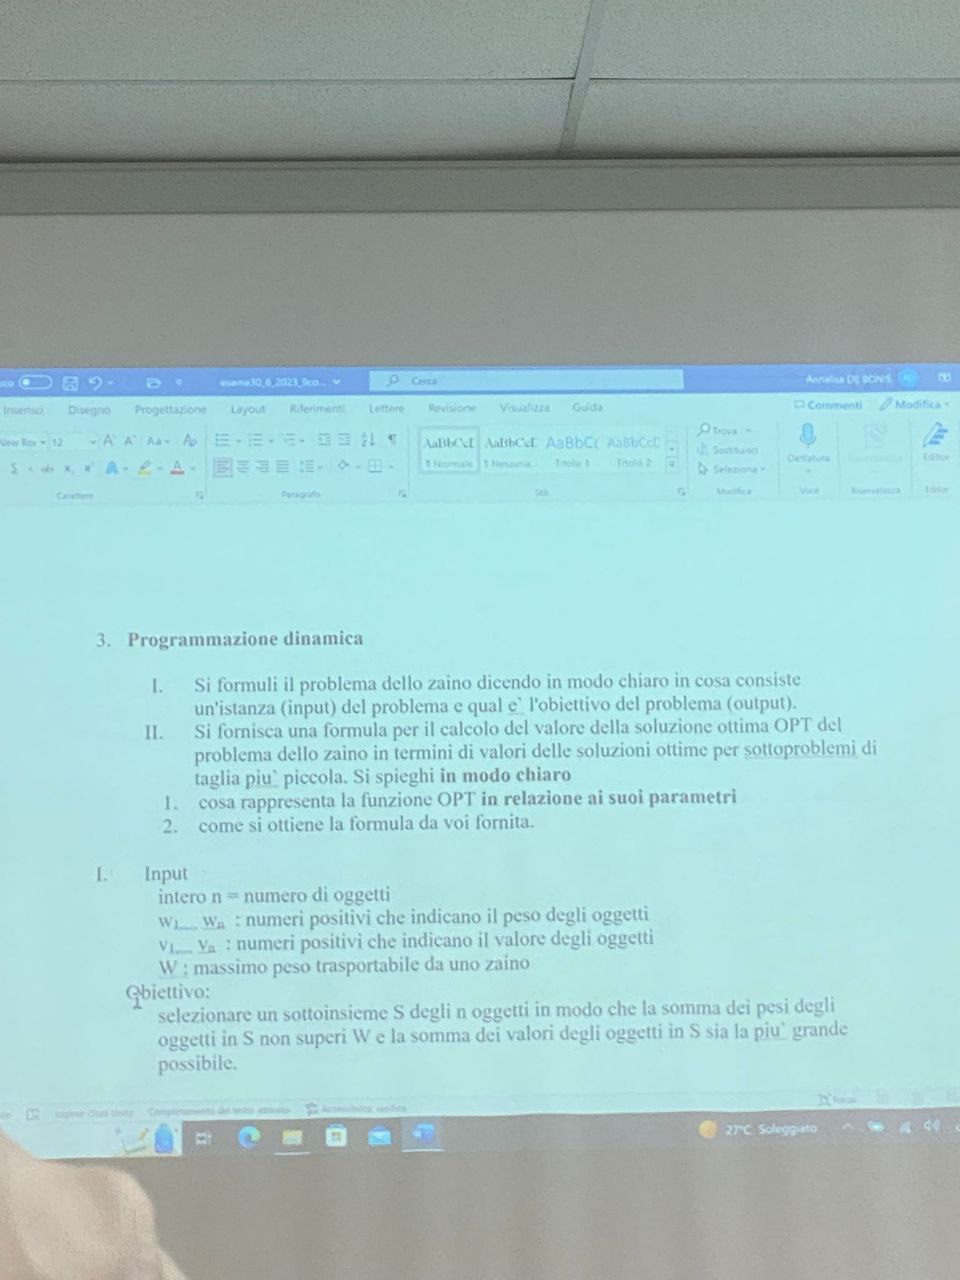 esame30_6_2023_9co...
Cerca
Annalisa DE BONIS
Inserisci Disegno Progettazione Layout Riferimenti Lettere Revisione Visualizza Guida
Commenti Modifica
12 A A Aa
AaBbCcI AaBbCcI AaBbCc AaBbCcD
Trova
Sostituisci
Seleziona
Dettatura
Editor
1 Normale 1 Nessuna... Titolo 1 Titolo 2
Carattere Paragrafo Stili Modifica Voce Riservatezza Editor
3. Programmazione dinamica
I. Si formuli il problema dello zaino dicendo in modo chiaro in cosa consiste
un'istanza (input) del problema e qual e` l'obiettivo del problema (output).
II. Si fornisca una formula per il calcolo del valore della soluzione ottima OPT del
problema dello zaino in termini di valori delle soluzioni ottime per sottoproblemi di
taglia piu` piccola. Si spieghi in modo chiaro
1. cosa rappresenta la funzione OPT in relazione ai suoi parametri
2. come si ottiene la formula da voi fornita.
I. Input
intero n = numero di oggetti
w1,... wn : numeri positivi che indicano il peso degli oggetti
v1,... vn : numeri positivi che indicano il valore degli oggetti
W : massimo peso trasportabile da uno zaino
Obiettivo:
selezionare un sottoinsieme S degli n oggetti in modo che la somma dei pesi degli
oggetti in S non superi W e la somma dei valori degli oggetti in S sia la piu` grande
possibile.
Inglese (Stati Uniti) Completamento del testo: attivato Accessibilità: verifica
27°C Soleggiato